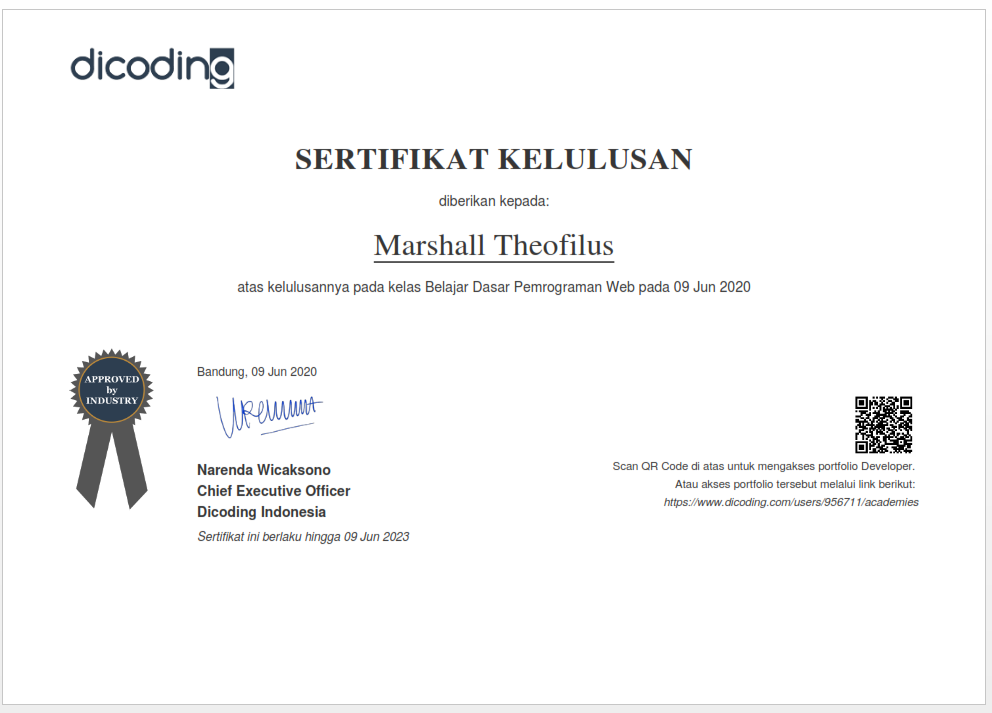 dicoding
SERTIFIKAT KELULUSAN
diberikan kepada:
Marshall Theofilus
atas kelulusannya pada kelas Belajar Dasar Pemrograman Web pada 09 Jun 2020
APPROVED
by
INDUSTRY
Bandung, 09 Jun 2020
Narenda Wicaksono
Chief Executive Officer
Dicoding Indonesia
Sertifikat ini berlaku hingga 09 Jun 2023
Scan QR Code di atas untuk mengakses portfolio Developer.
Atau akses portfolio tersebut melalui link berikut:
https://www.dicoding.com/users/956711/academies